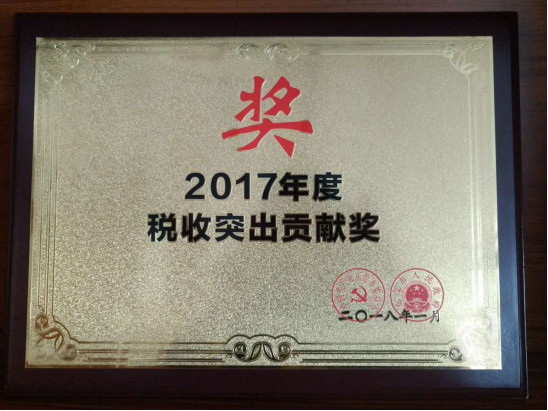 奖
2017年度
税收突出贡献奖
二〇一八年一月